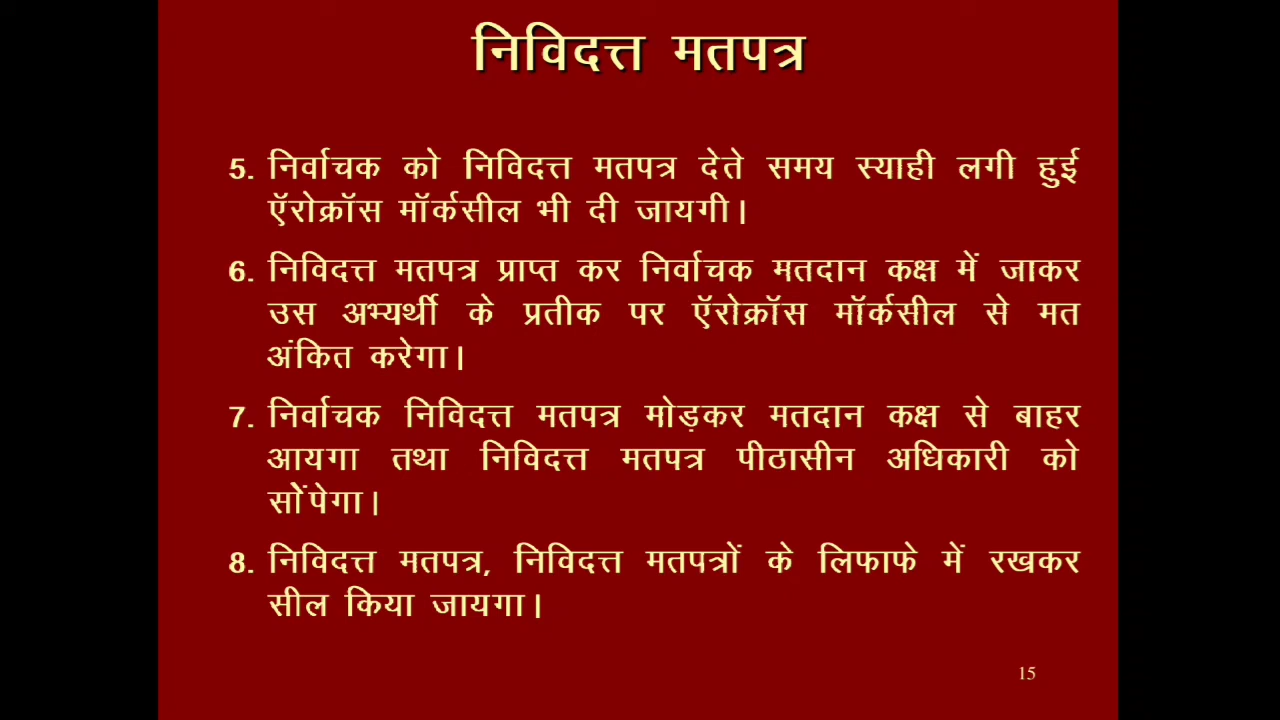 निविदत्त मतपत्र
5. निर्वाचक को निविदत्त मतपत्र देते समय स्याही लगी हुई
ऍरोक्रॉस मॉर्कसील भी दी जायगी।
6. निविदत्त मतपत्र प्राप्त कर निर्वाचक मतदान कक्ष में जाकर
उस अभ्यर्थी के प्रतीक पर ऍरोक्रॉस मॉर्कसील से मत
अंकित करेगा।
7. निर्वाचक निविदत्त मतपत्र मोड़कर मतदान कक्ष से बाहर
आयगा तथा निविदत्त मतपत्र पीठासीन अधिकारी को
सोंपेगा।
8. निविदत्त मतपत्र, निविदत्त मतपत्रों के लिफाफे में रखकर
सील किया जायगा।
15